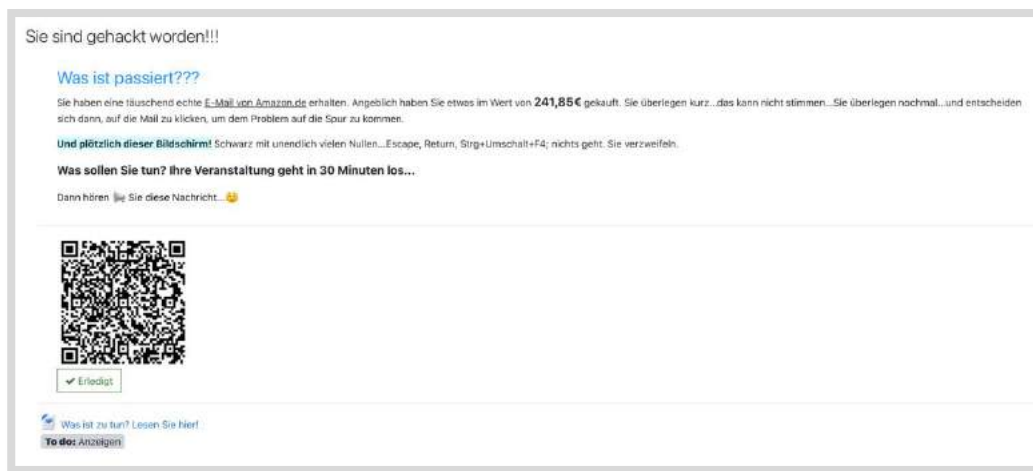 Sie sind gehackt worden!!!
Was ist passiert???
Sie haben eine täuschend echte E-Mail von Amazon.de erhalten. Angeblich haben Sie etwas im Wert von 241,85€ gekauft. Sie überlegen kurz...das kann nicht stimmen...Sie überlegen nochmal...und entscheiden
sich dann, auf die Mail zu klicken, um dem Problem auf die Spur zu kommen.
Und plötzlich dieser Bildschirm! Schwarz mit unendlich vielen Nullen...Escape, Return, Strg+Umschalt+F4; nichts geht. Sie verzweifeln.
Was sollen Sie tun? Ihre Veranstaltung geht in 30 Minuten los...
Dann hören Sie diese Nachricht...
✔ Erledigt
Was ist zu tun? Lesen Sie hier!
To do: Anzeigen